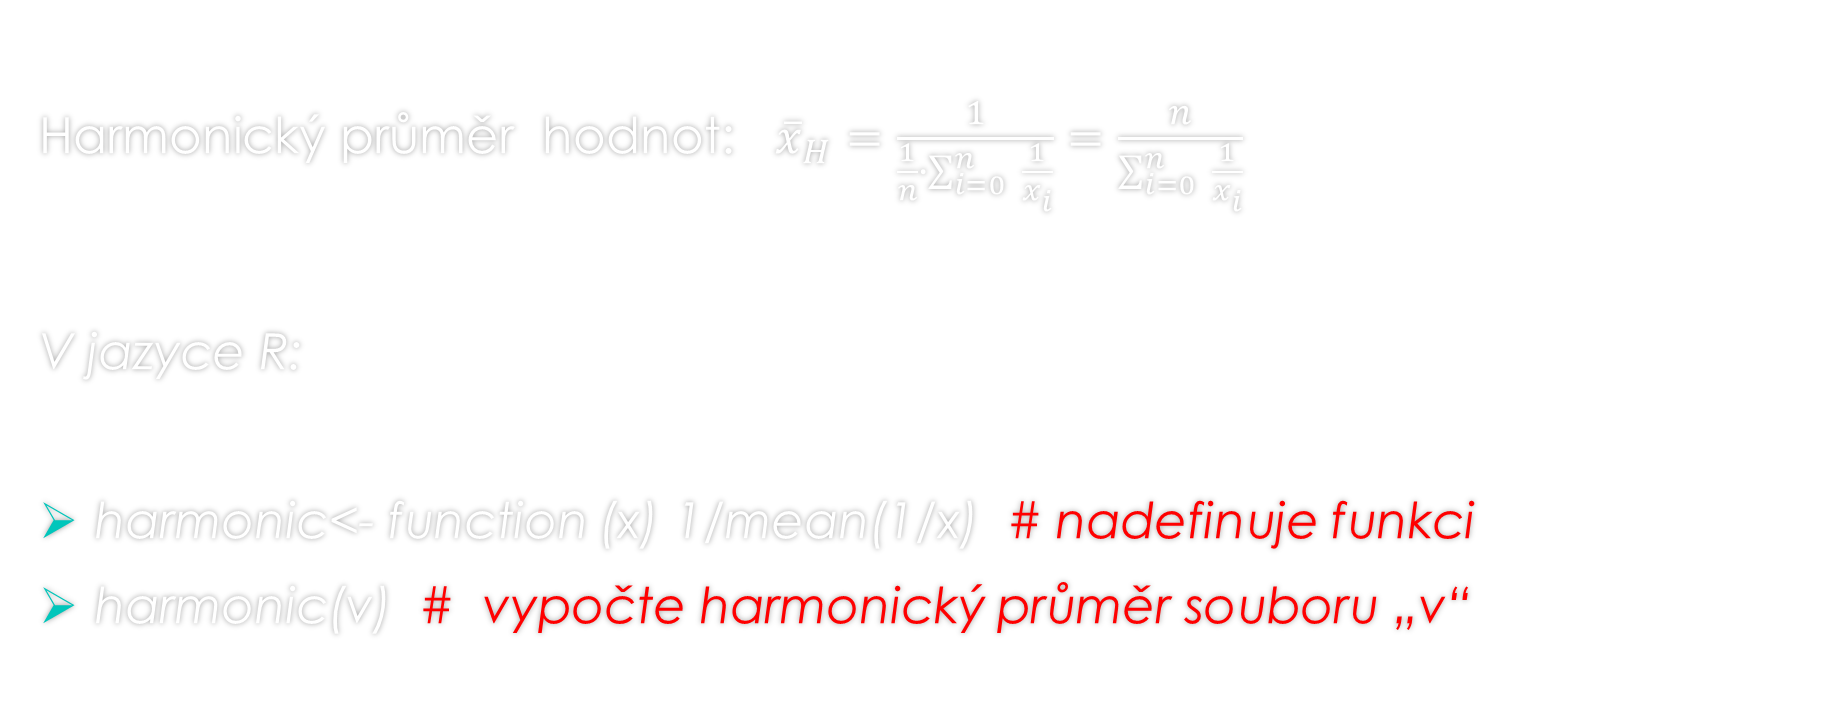 Harmonický průměr hodnot: x̄_H = 1/(1/n·∑_{i=0}^{n} 1/x_i) = n/(∑_{i=0}^{n} 1/x_i)
V jazyce R:
➢ harmonic<- function (x) 1/mean(1/x) # nadefinuje funkci
➢ harmonic(v) # vypočte harmonický průměr souboru „v“